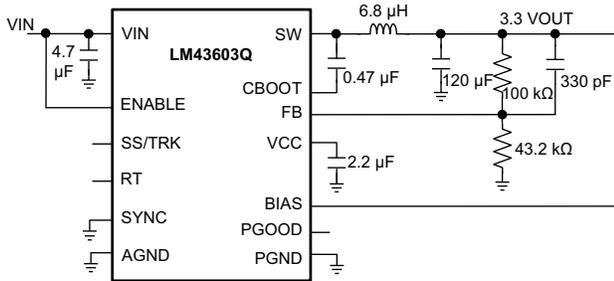 VIN
VIN
LM43603Q
SW
6.8 µH
3.3 VOUT
4.7
µF
0.47 µF
120 µF
100 kΩ
330 pF
ENABLE
CBOOT
FB
SS/TRK
VCC
2.2 µF
43.2 kΩ
RT
BIAS
SYNC
PGOOD
AGND
PGND